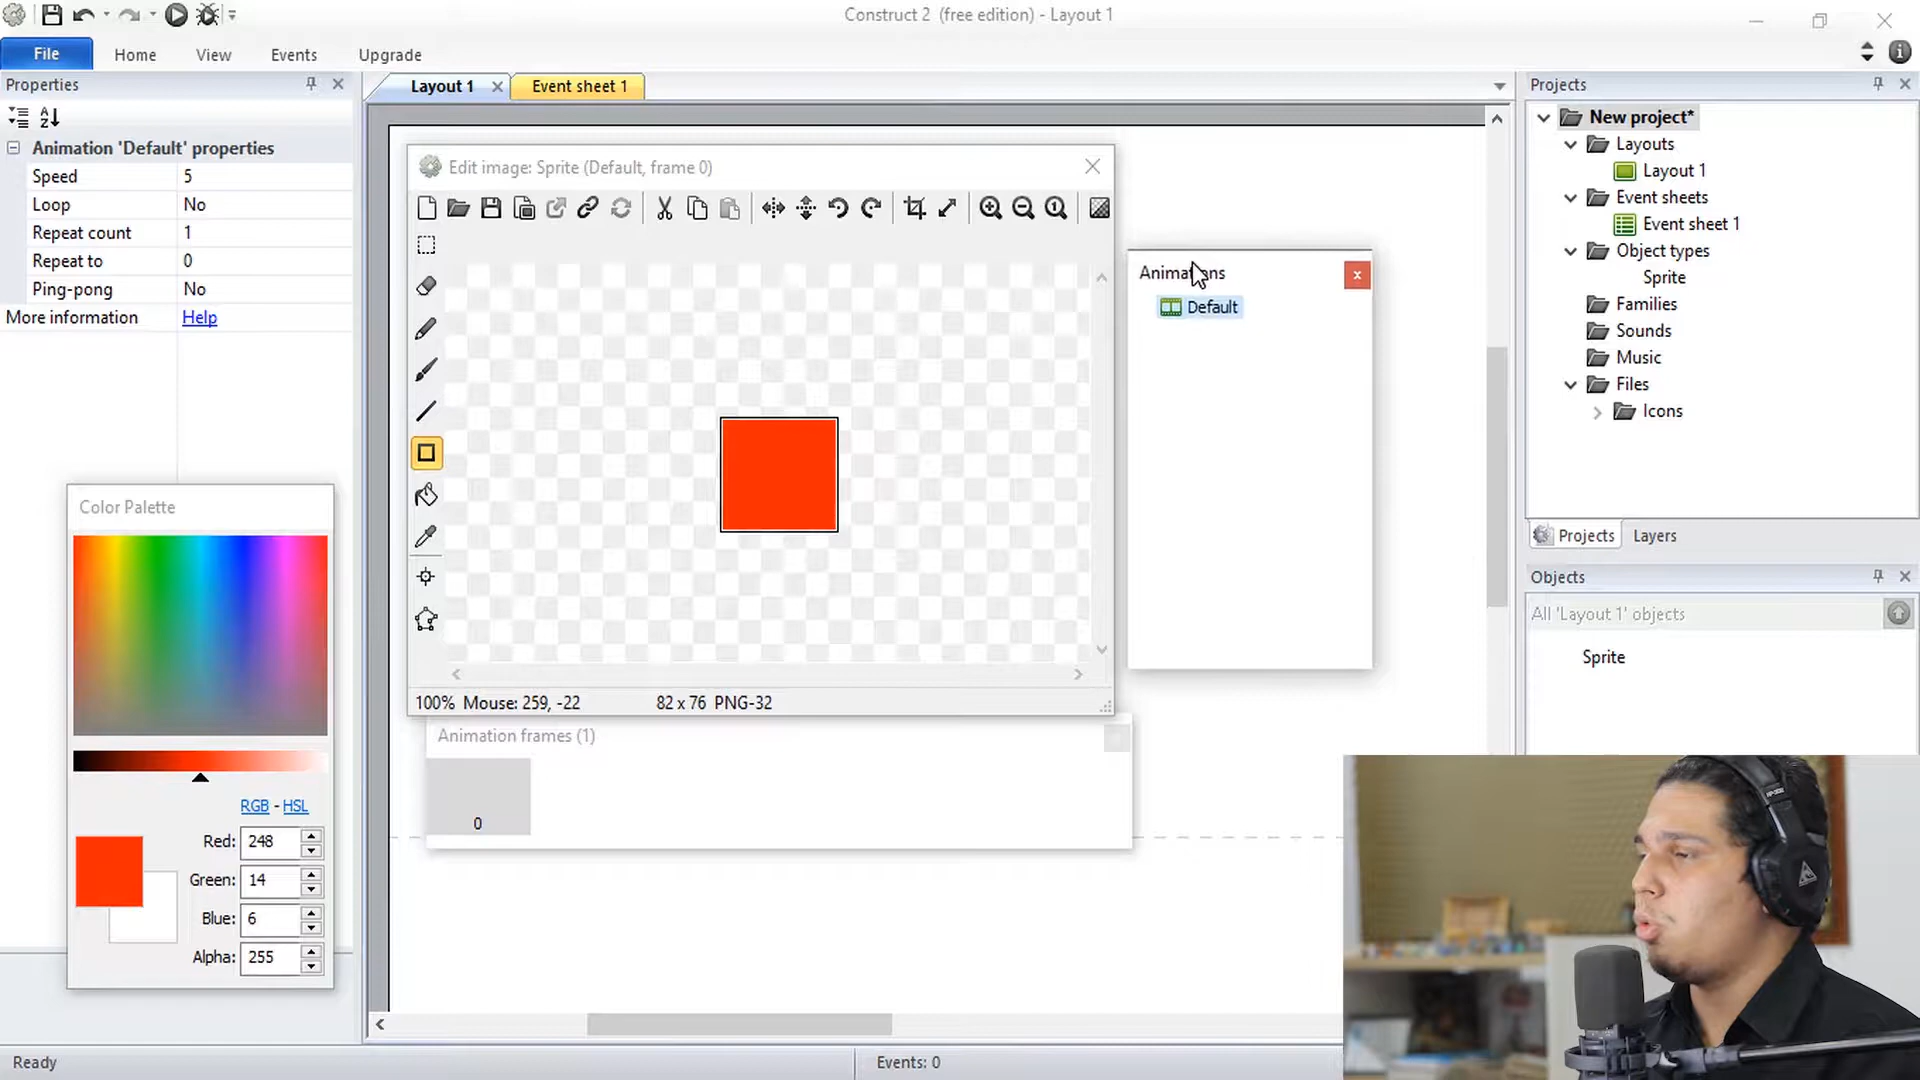 Construct 2 (free edition) - Layout 1
File
Home
View
Events
Upgrade
Properties
Animation 'Default' properties
Speed 5
Loop No
Repeat count 1
Repeat to 0
Ping-pong No
More information Help
Layout 1
Event sheet 1
Edit image: Sprite (Default, frame 0)
100% Mouse: 259, -22 82 x 76 PNG-32
Animations
Default
Animation frames (1)
0
Color Palette
RGB - HSL
Red: 248
Green: 14
Blue: 6
Alpha: 255
Projects
New project*
Layouts
Layout 1
Event sheets
Event sheet 1
Object types
Sprite
Families
Sounds
Music
Files
Icons
Projects
Layers
Objects
All 'Layout 1' objects
Sprite
Ready
Events: 0